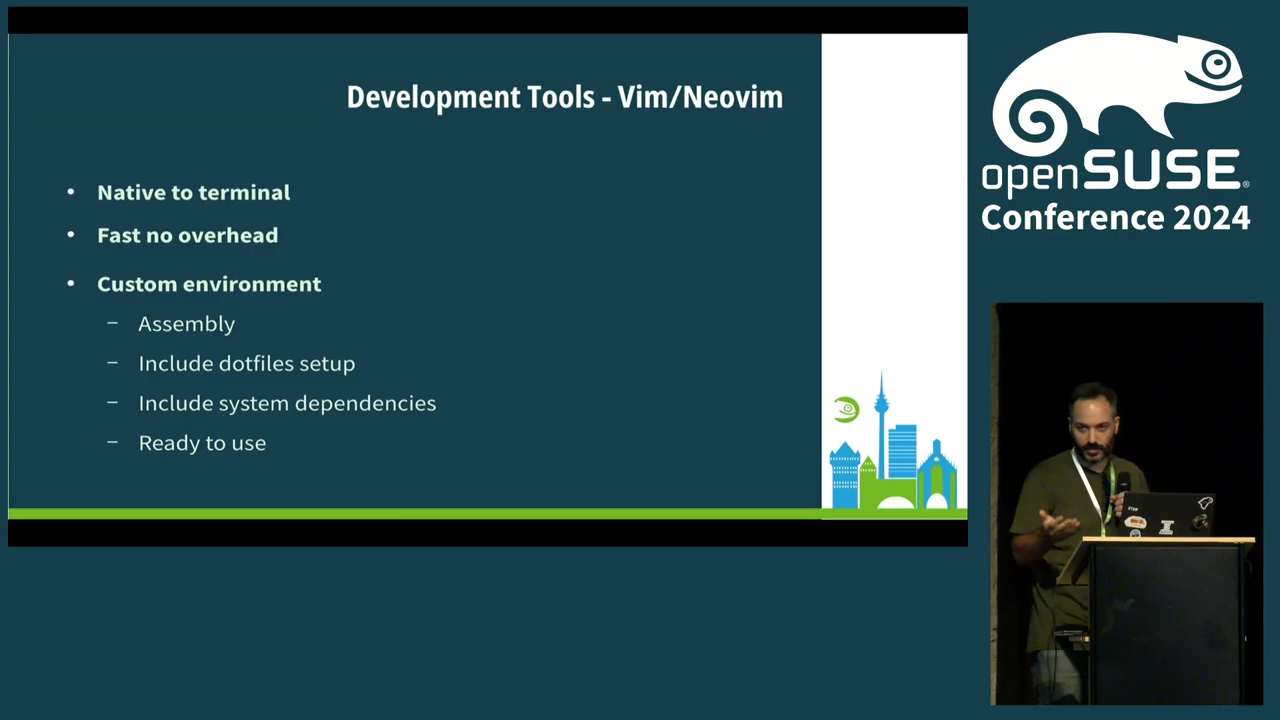 Development Tools - Vim/Neovim
• Native to terminal
• Fast no overhead
• Custom environment
– Assembly
– Include dotfiles setup
– Include system dependencies
– Ready to use
openSUSE®
Conference 2024